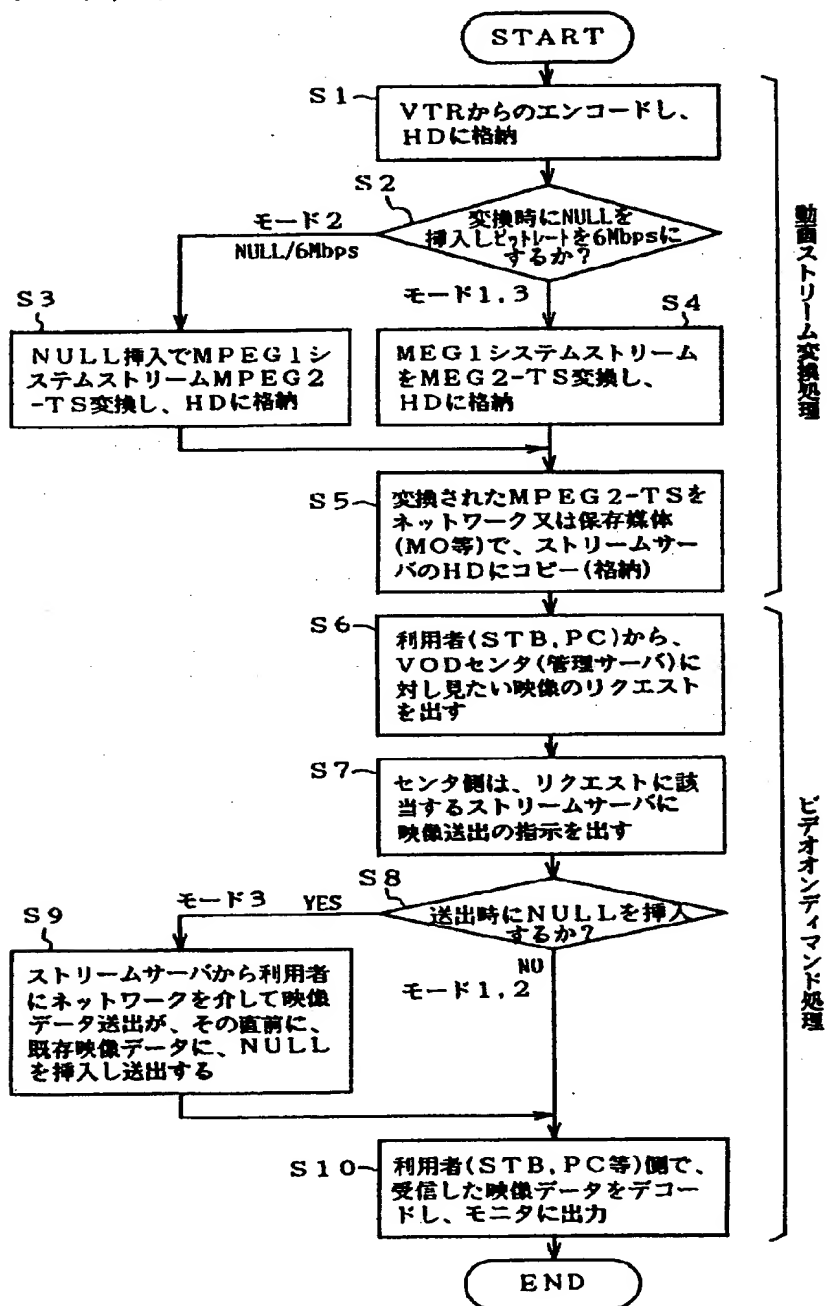 START
S1
VTRからのエンコードし、
HDに格納
S2
変換時にNULLを
挿入しビットレートを6Mbpsに
するか?
モード2
NULL/6Mbps
モード1,3
S3
NULL挿入でMPEG1シ
ステムストリームMPEG2
-TS変換し、HDに格納
S4
MEG1システムストリーム
をMEG2-TS変換し、
HDに格納
S5
変換されたMPEG2-TSを
ネットワーク又は保存媒体
(MO等)で、ストリームサー
バのHDにコピー(格納)
動画ストリーム変換処理
S6
利用者(STB,PC)から、
VODセンタ(管理サーバ)に
対し見たい映像のリクエスト
を出す
S7
センタ側は、リクエストに該
当するストリームサーバに
映像送出の指示を出す
S8
送出時にNULLを挿入
するか?
モード3 YES
NO
モード1,2
S9
ストリームサーバから利用者
にネットワークを介して映像
データ送出が、その直前に、
既存映像データに、NULL
を挿入し送出する
S10
利用者(STB,PC等)側で、
受信した映像データをデコー
ドし、モニタに出力
ビデオオンディマンド処理
END